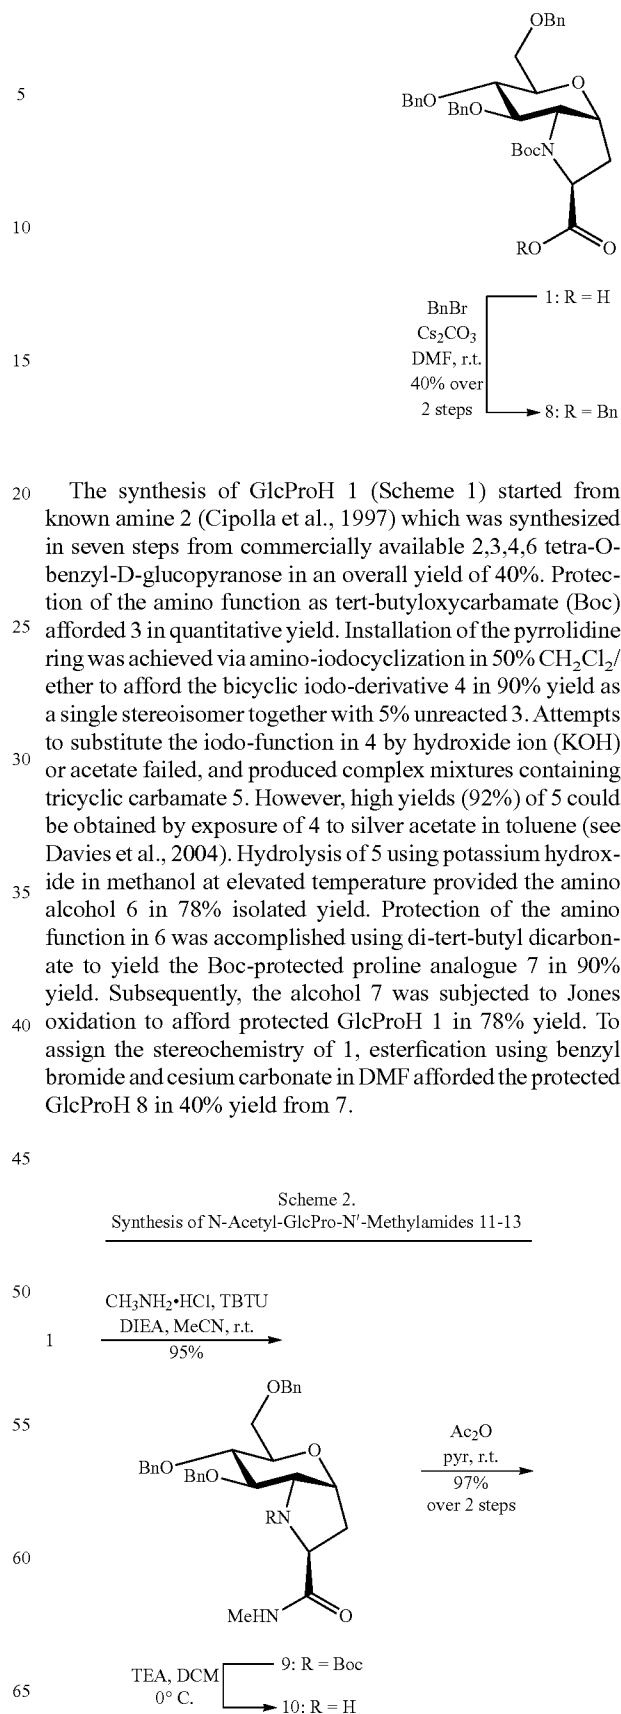 OBn
5
O
BnO
BnO
BocN
10
RO
O
1: R = H
BnBr
Cs₂CO₃
15
DMF, r.t.
40% over
2 steps
8: R = Bn
20
The synthesis of GlcProH 1 (Scheme 1) started from
known amine 2 (Cipolla et al., 1997) which was synthesized
in seven steps from commercially available 2,3,4,6 tetra-O-
benzyl-D-glucopyranose in an overall yield of 40%. Protec-
25
tion of the amino function as tert-butyloxycarbamate (Boc)
afforded 3 in quantitative yield. Installation of the pyrrolidine
ring was achieved via amino-iodocyclization in 50% CH₂Cl₂/
ether to afford the bicyclic iodo-derivative 4 in 90% yield as
a single stereoisomer together with 5% unreacted 3. Attempts
30
to substitute the iodo-function in 4 by hydroxide ion (KOH)
or acetate failed, and produced complex mixtures containing
tricyclic carbamate 5. However, high yields (92%) of 5 could
be obtained by exposure of 4 to silver acetate in toluene (see
Davies et al., 2004). Hydrolysis of 5 using potassium hydrox-
35
ide in methanol at elevated temperature provided the amino
alcohol 6 in 78% isolated yield. Protection of the amino
function in 6 was accomplished using di-tert-butyl dicarbon-
ate to yield the Boc-protected proline analogue 7 in 90%
yield. Subsequently, the alcohol 7 was subjected to Jones
40
oxidation to afford protected GlcProH 1 in 78% yield. To
assign the stereochemistry of 1, esterfication using benzyl
bromide and cesium carbonate in DMF afforded the protected
GlcProH 8 in 40% yield from 7.
45
Scheme 2.
Synthesis of N-Acetyl-GlcPro-N'-Methylamides 11-13
50
CH₃NH₂•HCl, TBTU
DIEA, MeCN, r.t.
1
95%
OBn
55
Ac₂O
pyr, r.t.
97%
over 2 steps
O
BnO
BnO
RN
60
MeHN
O
9: R = Boc
TEA, DCM
0° C.
65
10: R = H